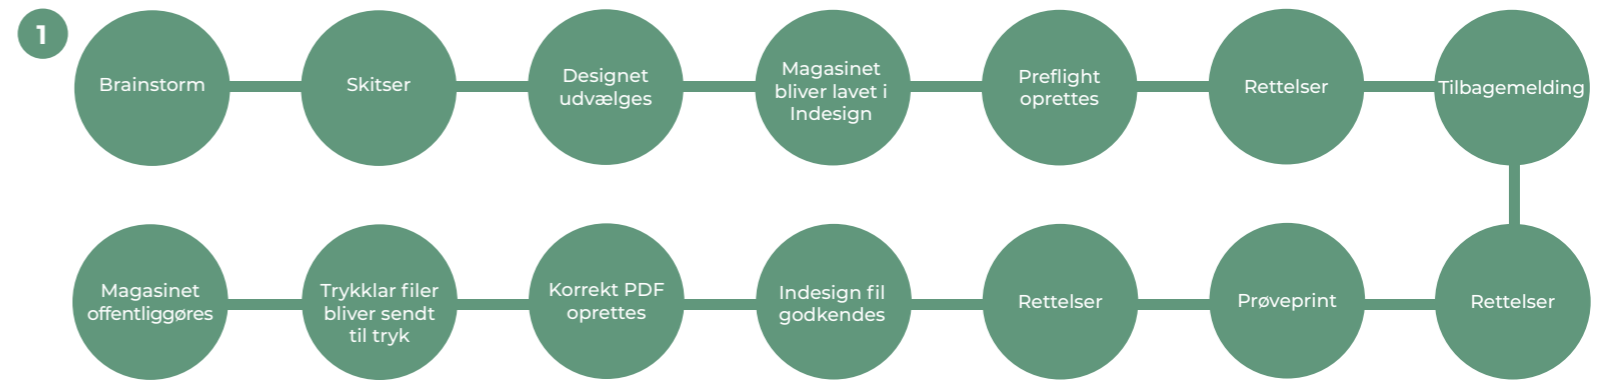 1
Brainstorm
Skitser
Designet
udvælges
Magasinet
bliver lavet i
Indesign
Preflight
oprettes
Rettelser
Tilbagemelding
Rettelser
Prøveprint
Rettelser
Indesign fil
godkendes
Korrekt PDF
oprettes
Trykklar filer
bliver sendt
til tryk
Magasinet
offentliggøres